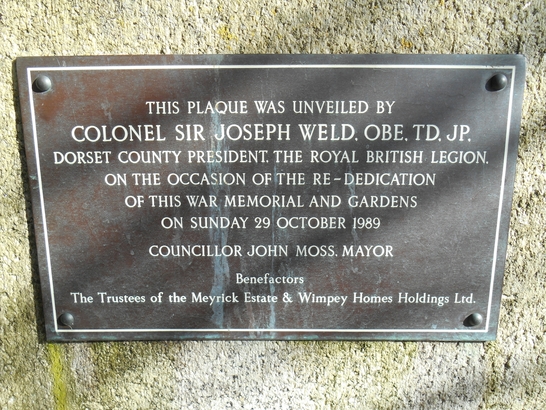 THIS PLAQUE WAS UNVEILED BY
COLONEL SIR JOSEPH WELD, OBE, TD, JP,
DORSET COUNTY PRESIDENT, THE ROYAL BRITISH LEGION,
ON THE OCCASION OF THE RE-DEDICATION
OF THIS WAR MEMORIAL AND GARDENS
ON SUNDAY 29 OCTOBER 1989
COUNCILLOR JOHN MOSS, MAYOR
Benefactors
The Trustees of the Meyrick Estate & Wimpey Homes Holdings Ltd.